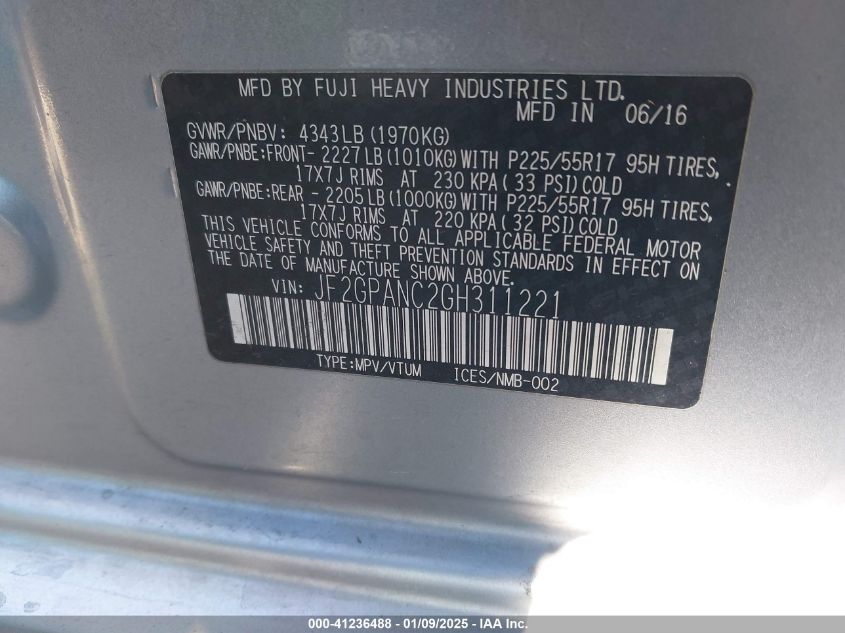 MFD BY FUJI HEAVY INDUSTRIES LTD.
MFD IN 06/16
GVWR/PNBV: 4343LB (1970KG)
GAWR/PNBE:FRONT- 2227LB (1010KG) WITH P225/55R17 95H TIRES,
17X7J RIMS AT 230 KPA( 33 PSI) COLD
GAWR/PNBE:REAR - 2205LB (1000KG) WITH P225/55R17 95H TIRES,
17X7J RIMS AT 220 KPA( 32 PSI) COLD
THIS VEHICLE CONFORMS TO ALL APPLICABLE FEDERAL MOTOR
VEHICLE SAFETY AND THEFT PREVENTION STANDARDS IN EFFECT ON
THE DATE OF MANUFACTURE SHOWN ABOVE.
VIN: JF2GPANC2GH311221
TYPE:MPV/VTUM ICES/NMB-002
000-41236488 - 01/09/2025 - IAA Inc.